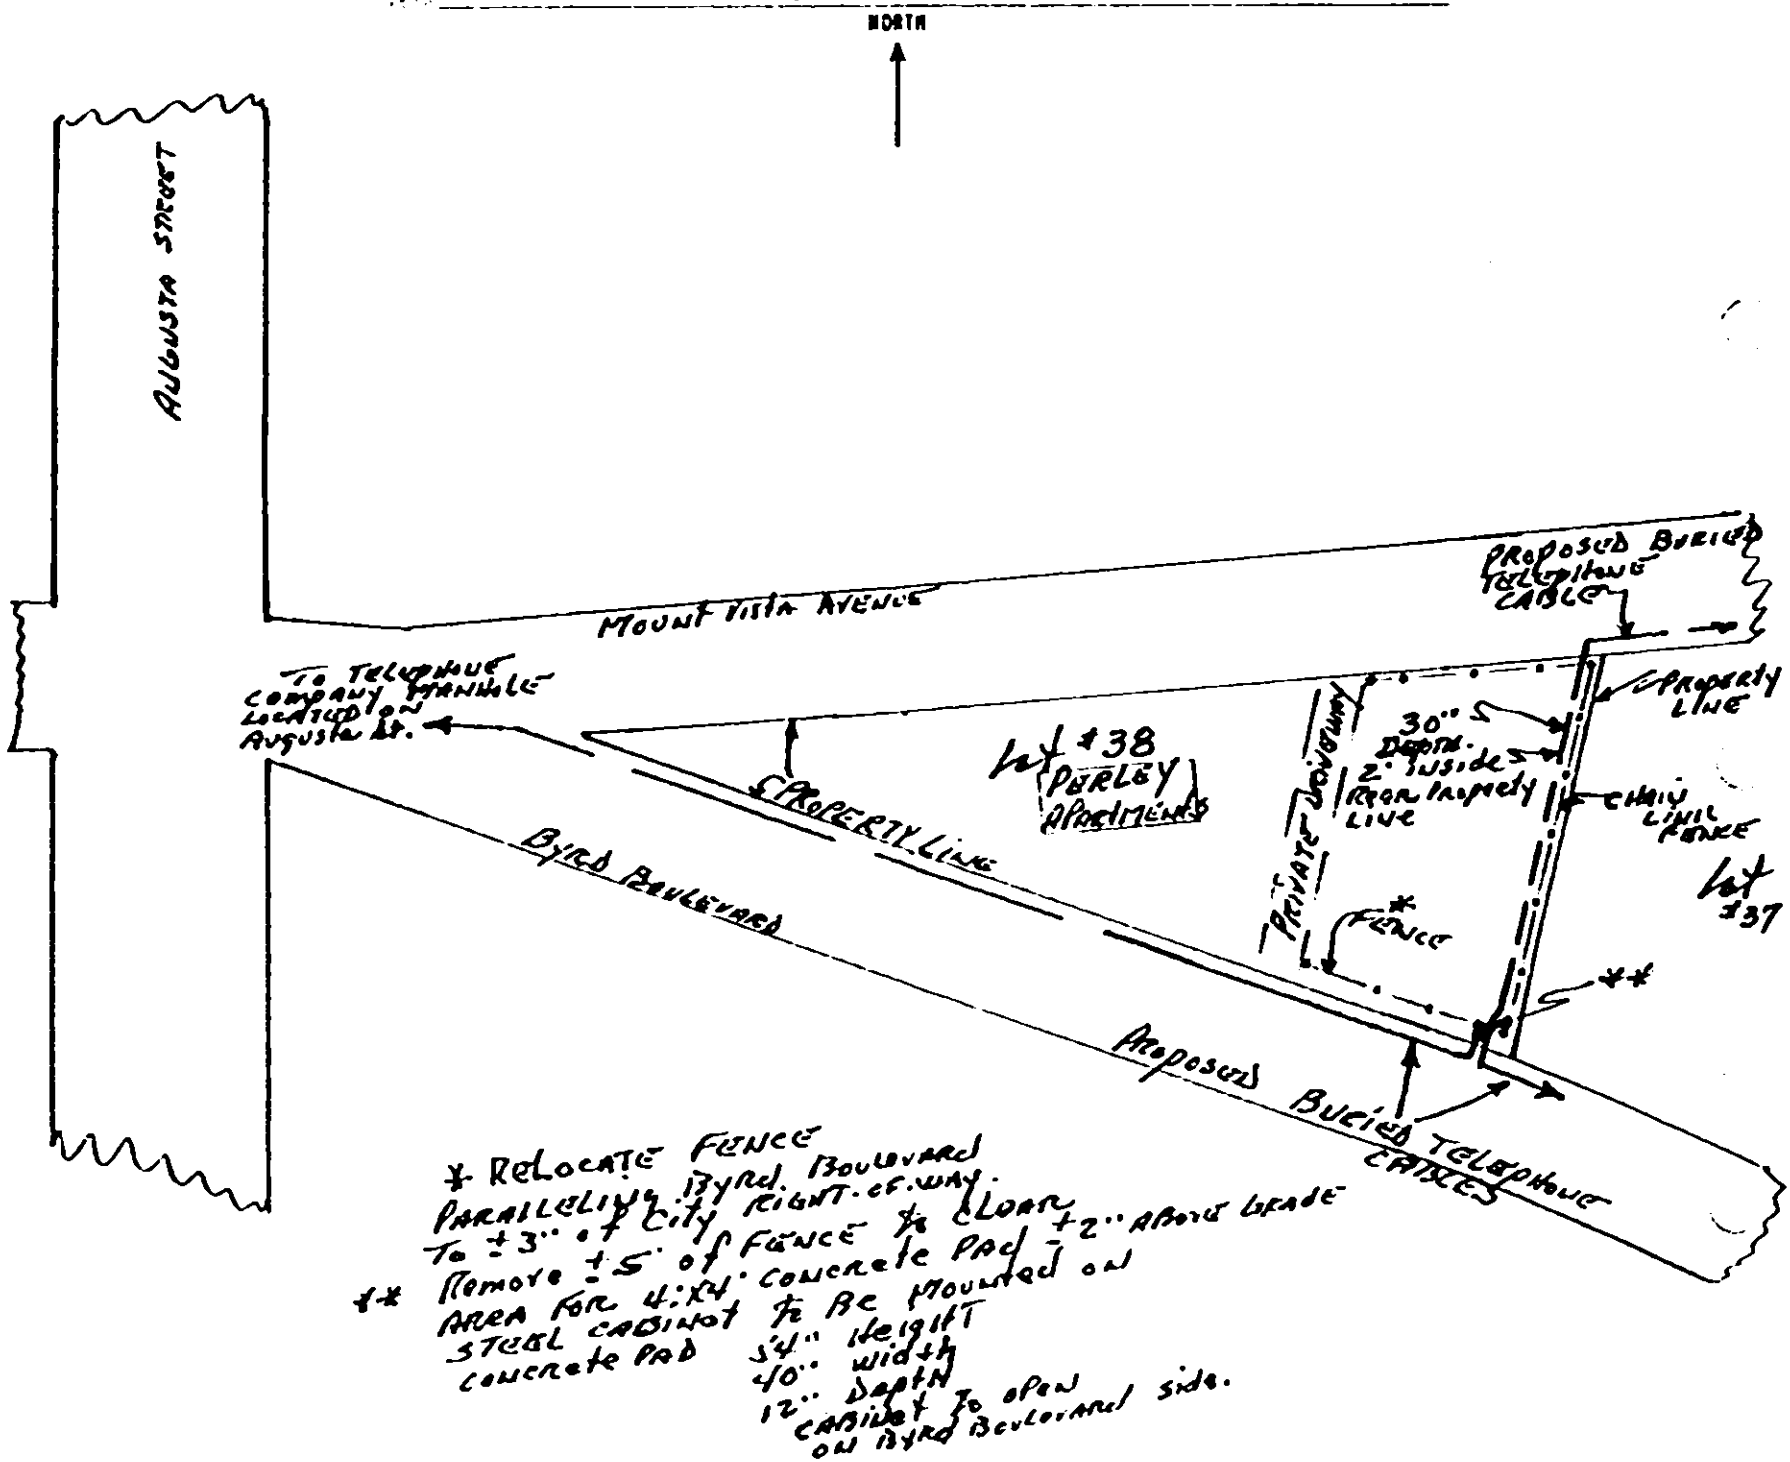 NORTH
AUGUSTA STREET
MOUNT VISTA AVENUE
PROPOSED BURIED
TELEPHONE
CABLE
TO TELEPHONE
COMPANY MANHOLE
LOCATED ON
Augusta St.
PROPERTY
LINE
30"
DEPTH.
2' INSIDE
REAR Property
LINE
Lot #38
PERLEY
APARTMENTS
PRIVATE DRIVEWAY
CHAIN
LINK
FENCE
Lot
#37
PROPERTY LINE
BYRD BOULEVARD
*
FENCE
**
PROPOSED BURIED TELEPHONE
CABLES
* RELOCATE FENCE
PARALLELING BYRD. BOULEVARD
To ±3" of City RIGHT.OF.WAY.
** Remove ±5' of FENCE to CLEAR
AREA FOR 4'x4' CONCRETE PAD ±2" ABOVE GRADE
STEEL CABINET To BE MOUNTED ON
CONCRETE PAD
54" HEIGHT
40" width
12" Depth
CABINET To OPEN
ON BYRD BOULEVARD side.